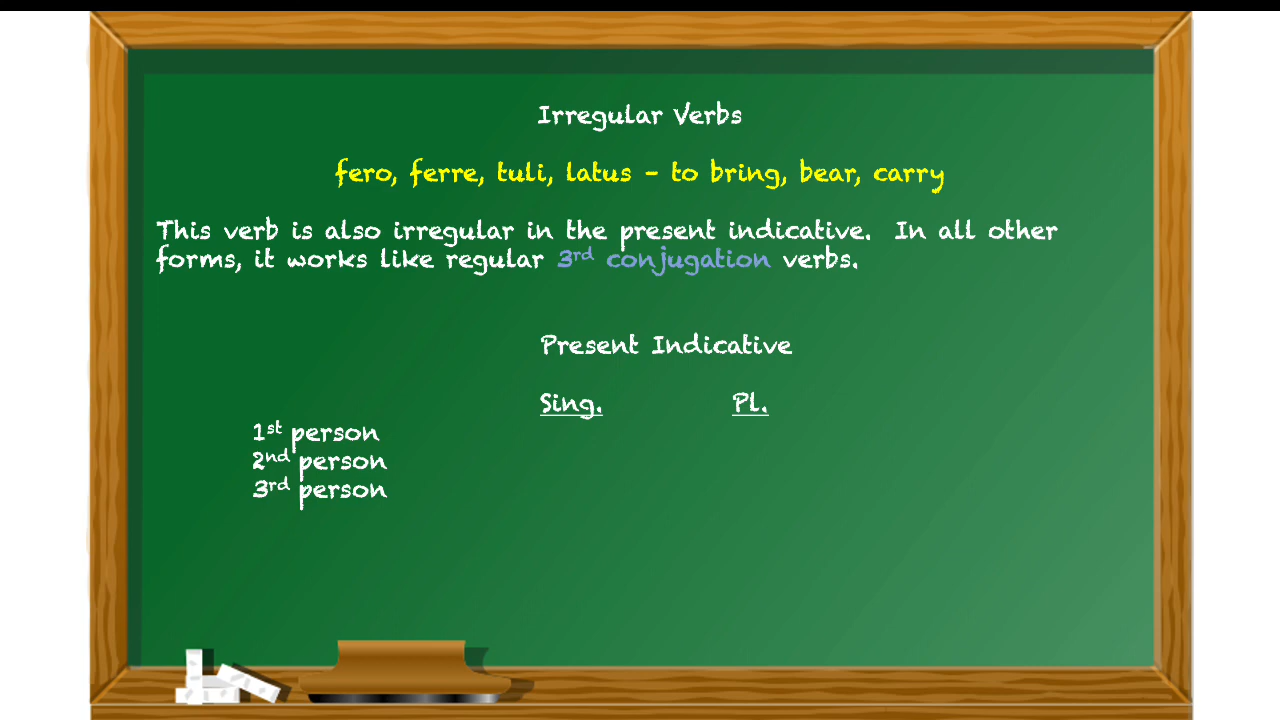 Irregular Verbs
fero, ferre, tuli, latus – to bring, bear, carry
This verb is also irregular in the present indicative.  In all other
forms, it works like regular 3rd conjugation verbs.
Present Indicative
Sing. Pl.
1st person
2nd person
3rd person